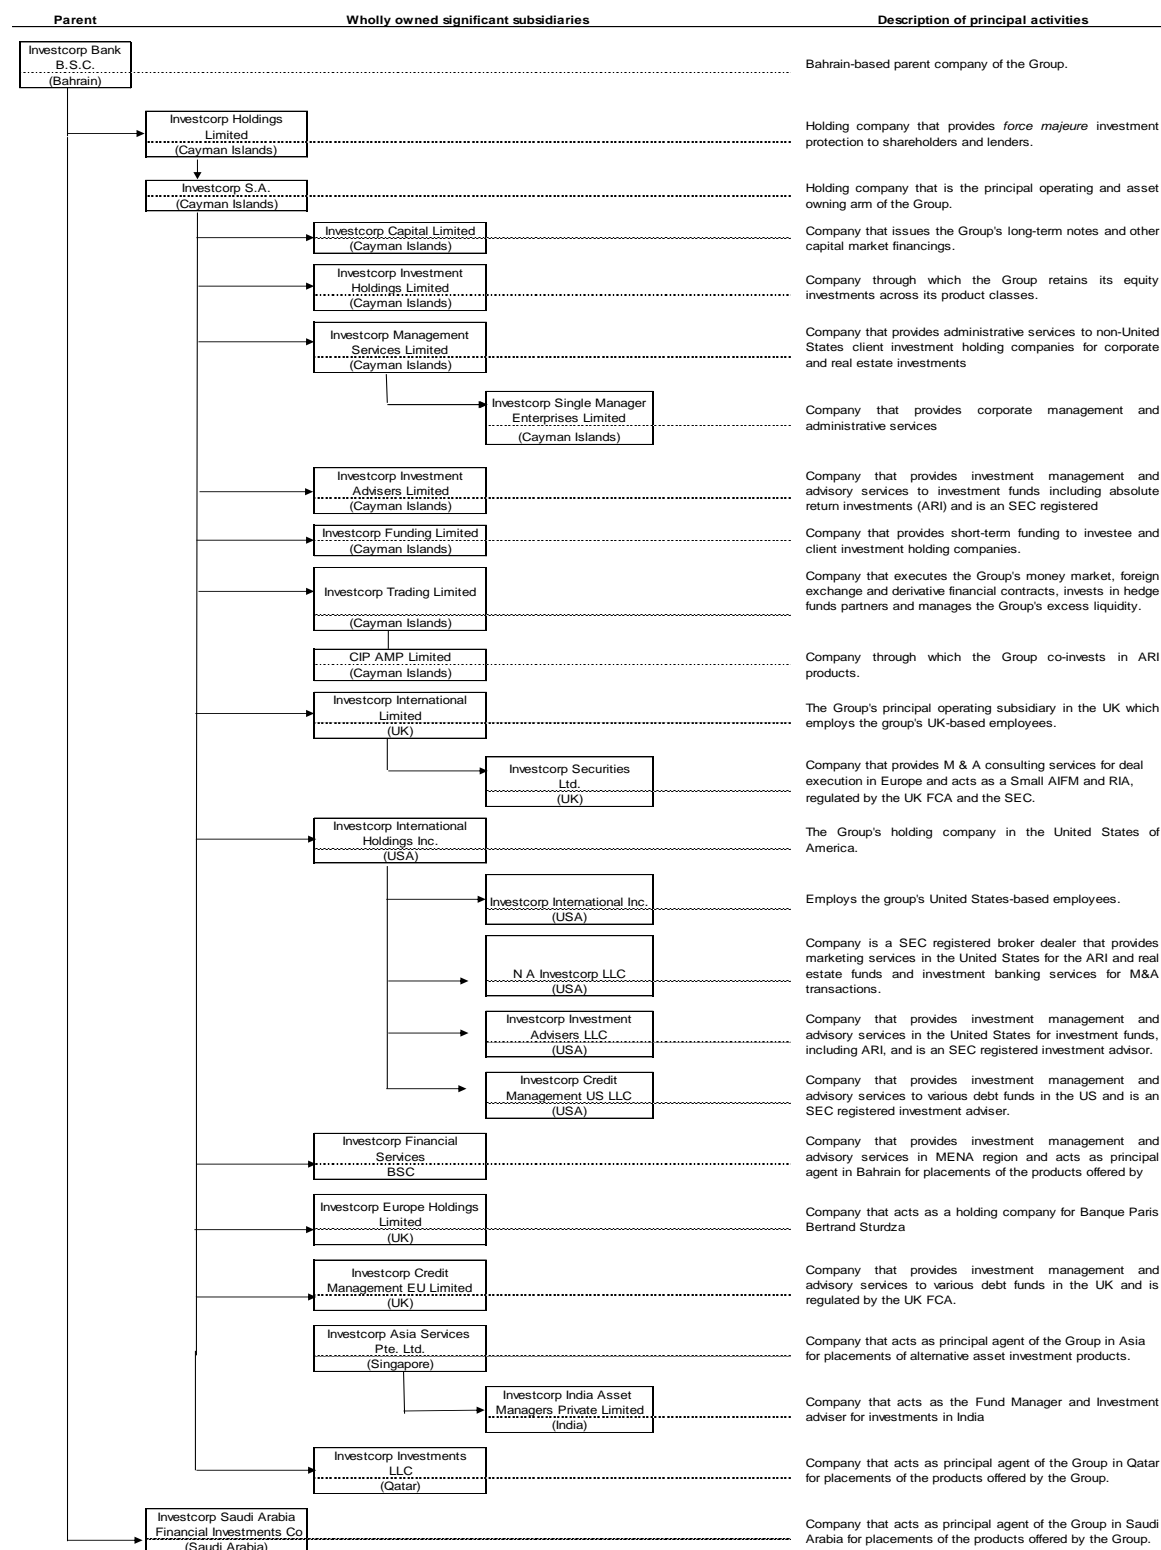 Parent
Wholly owned significant subsidiaries
Description of principal activities
Investcorp Bank
B.S.C.
(Bahrain)
Bahrain-based parent company of the Group.
Investcorp Holdings
Limited
(Cayman Islands)
Holding company that provides force majeure investment
protection to shareholders and lenders.
Investcorp S.A.
(Cayman Islands)
Holding company that is the principal operating and asset
owning arm of the Group.
Investcorp Capital Limited
(Cayman Islands)
Company that issues the Group's long-term notes and other
capital market financings.
Investcorp Investment
Holdings Limited
(Cayman Islands)
Company through which the Group retains its equity
investments across its product classes.
Investcorp Management
Services Limited
(Cayman Islands)
Company that provides administrative services to non-United
States client investment holding companies for corporate
and real estate investments
Investcorp Single Manager
Enterprises Limited
(Cayman Islands)
Company that provides corporate management and
administrative services
Investcorp Investment
Advisers Limited
(Cayman Islands)
Company that provides investment management and
advisory services to investment funds including absolute
return investments (ARI) and is an SEC registered
Investcorp Funding Limited
(Cayman Islands)
Company that provides short-term funding to investee and
client investment holding companies.
Investcorp Trading Limited
(Cayman Islands)
Company that executes the Group's money market, foreign
exchange and derivative financial contracts, invests in hedge
funds partners and manages the Group's excess liquidity.
CIP AMP Limited
(Cayman Islands)
Company through which the Group co-invests in ARI
products.
Investcorp International
Limited
(UK)
The Group's principal operating subsidiary in the UK which
employs the group's UK-based employees.
Investcorp Securities
Ltd.
(UK)
Company that provides M & A consulting services for deal
execution in Europe and acts as a Small AIFM and RIA,
regulated by the UK FCA and the SEC.
Investcorp International
Holdings Inc.
(USA)
The Group's holding company in the United States of
America.
Investcorp International Inc.
(USA)
Employs the group's United States-based employees.
N A Investcorp LLC
(USA)
Company is a SEC registered broker dealer that provides
marketing services in the United States for the ARI and real
estate funds and investment banking services for M&A
transactions.
Investcorp Investment
Advisers LLC
(USA)
Company that provides investment management and
advisory services in the United States for investment funds,
including ARI, and is an SEC registered investment advisor.
Investcorp Credit
Management US LLC
(USA)
Company that provides investment management and
advisory services to various debt funds in the US and is an
SEC registered investment adviser.
Investcorp Financial
Services
BSC
Company that provides investment management and
advisory services in MENA region and acts as principal
agent in Bahrain for placements of the products offered by
Investcorp Europe Holdings
Limited
(UK)
Company that acts as a holding company for Banque Paris
Bertrand Sturdza
Investcorp Credit
Management EU Limited
(UK)
Company that provides investment management and
advisory services to various debt funds in the UK and is
regulated by the UK FCA.
Investcorp Asia Services
Pte. Ltd.
(Singapore)
Company that acts as principal agent of the Group in Asia
for placements of alternative asset investment products.
Investcorp India Asset
Managers Private Limited
(India)
Company that acts as the Fund Manager and Investment
adviser for investments in India
Investcorp Investments
LLC
(Qatar)
Company that acts as principal agent of the Group in Qatar
for placements of the products offered by the Group.
Investcorp Saudi Arabia
Financial Investments Co
(Saudi Arabia)
Company that acts as principal agent of the Group in Saudi
Arabia for placements of the products offered by the Group.